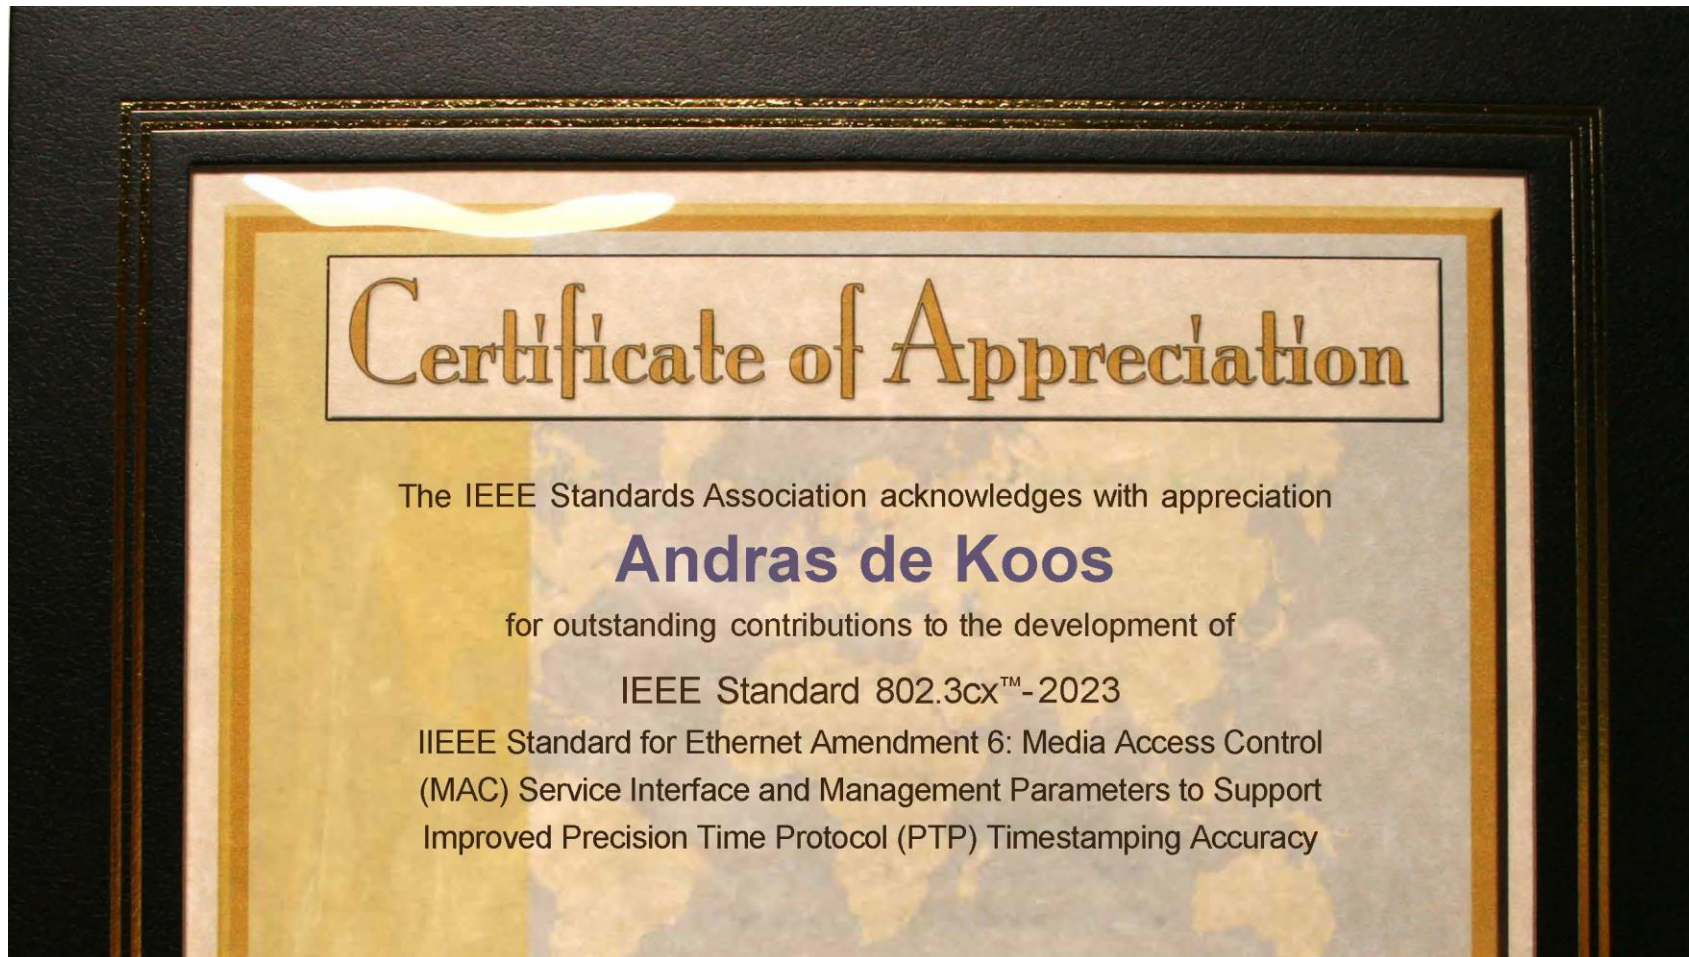 Certificate of Appreciation
The IEEE Standards Association acknowledges with appreciation
Andras de Koos
for outstanding contributions to the development of
IEEE Standard 802.3cx™-2023
IIEEE Standard for Ethernet Amendment 6: Media Access Control
(MAC) Service Interface and Management Parameters to Support
Improved Precision Time Protocol (PTP) Timestamping Accuracy